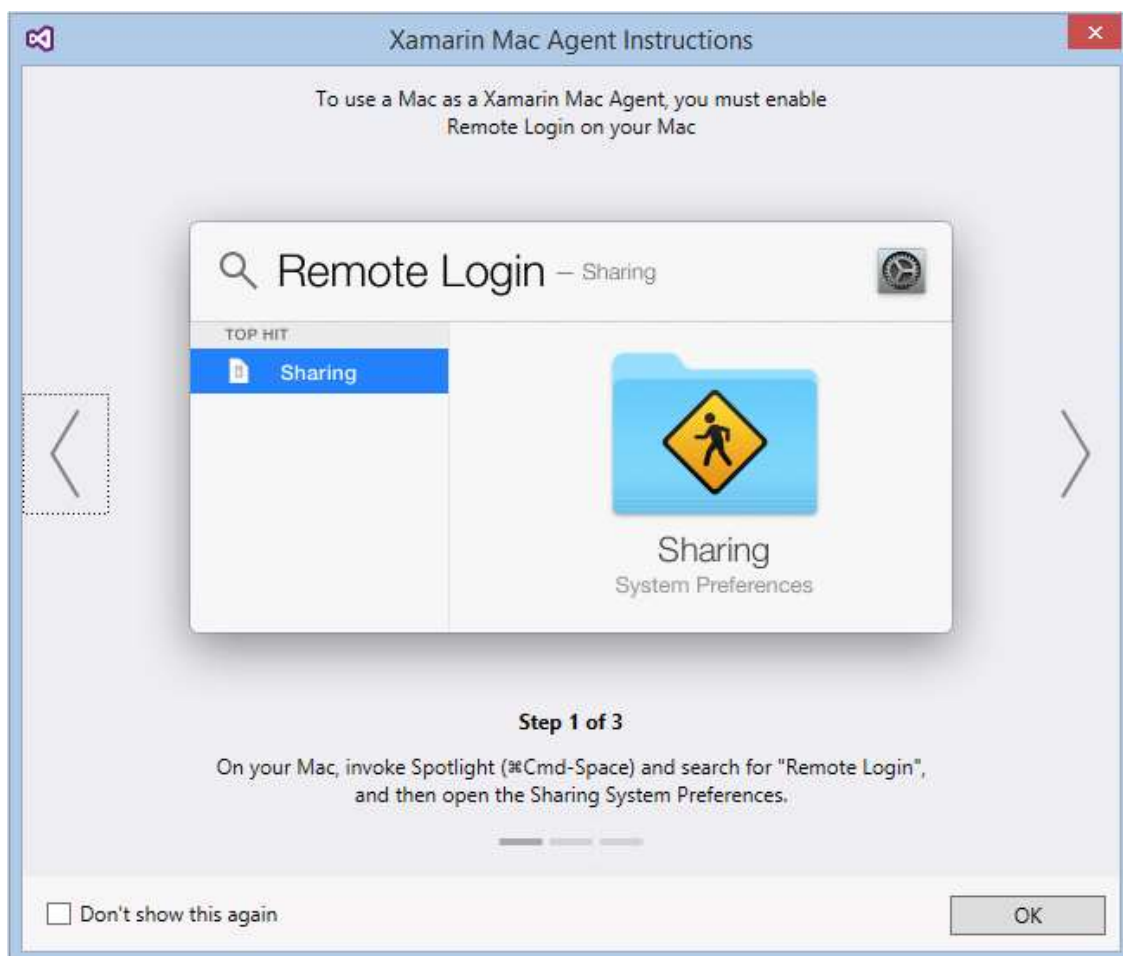 Xamarin Mac Agent Instructions
To use a Mac as a Xamarin Mac Agent, you must enable
Remote Login on your Mac
Remote Login – Sharing
TOP HIT
Sharing
Sharing
System Preferences
Step 1 of 3
On your Mac, invoke Spotlight (⌘Cmd-Space) and search for "Remote Login",
and then open the Sharing System Preferences.
Don't show this again
OK